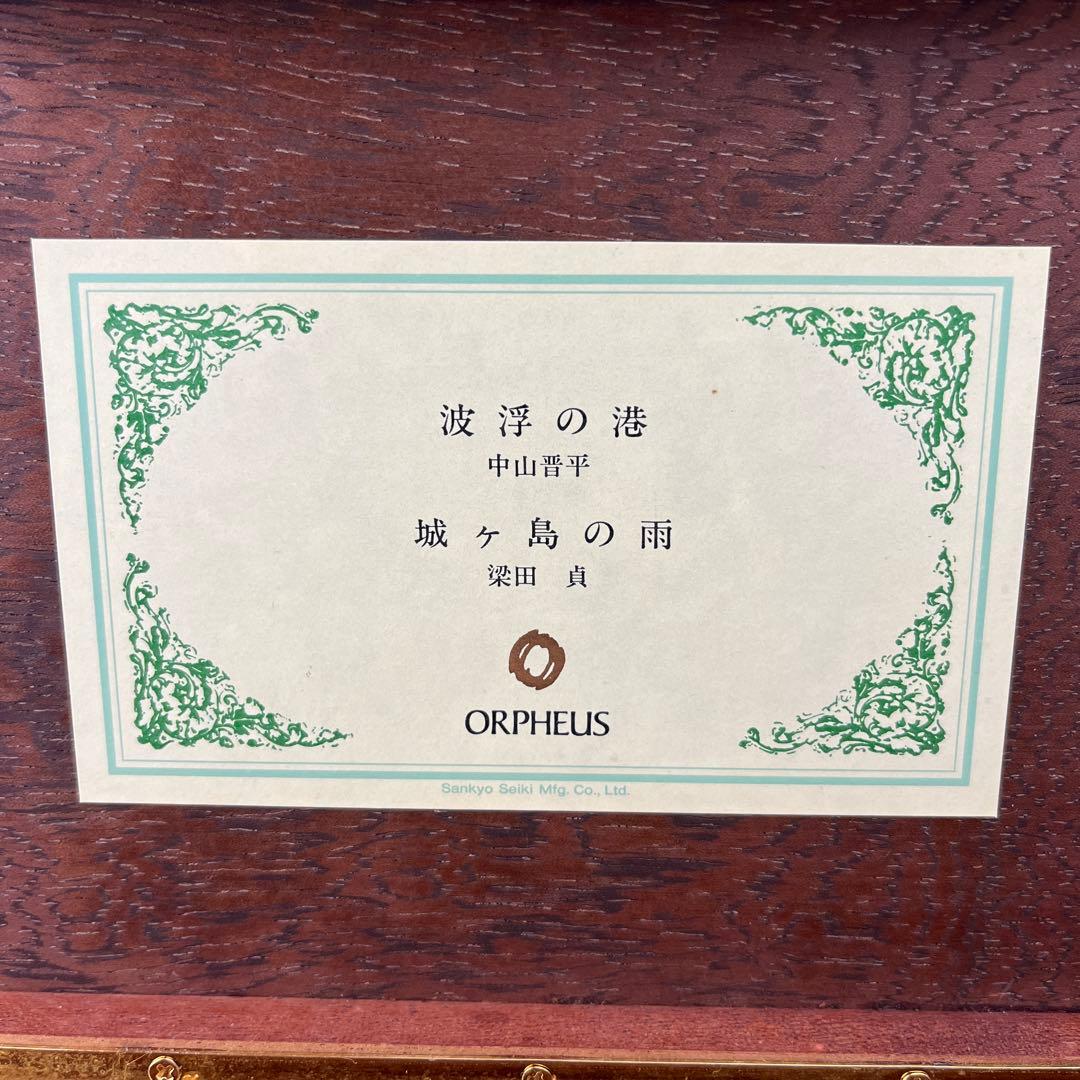 波浮の港
中山晋平
城ヶ島の雨
梁田 貞
ORPHEUS
Sankyo Seiki Mfg. Co., Ltd.